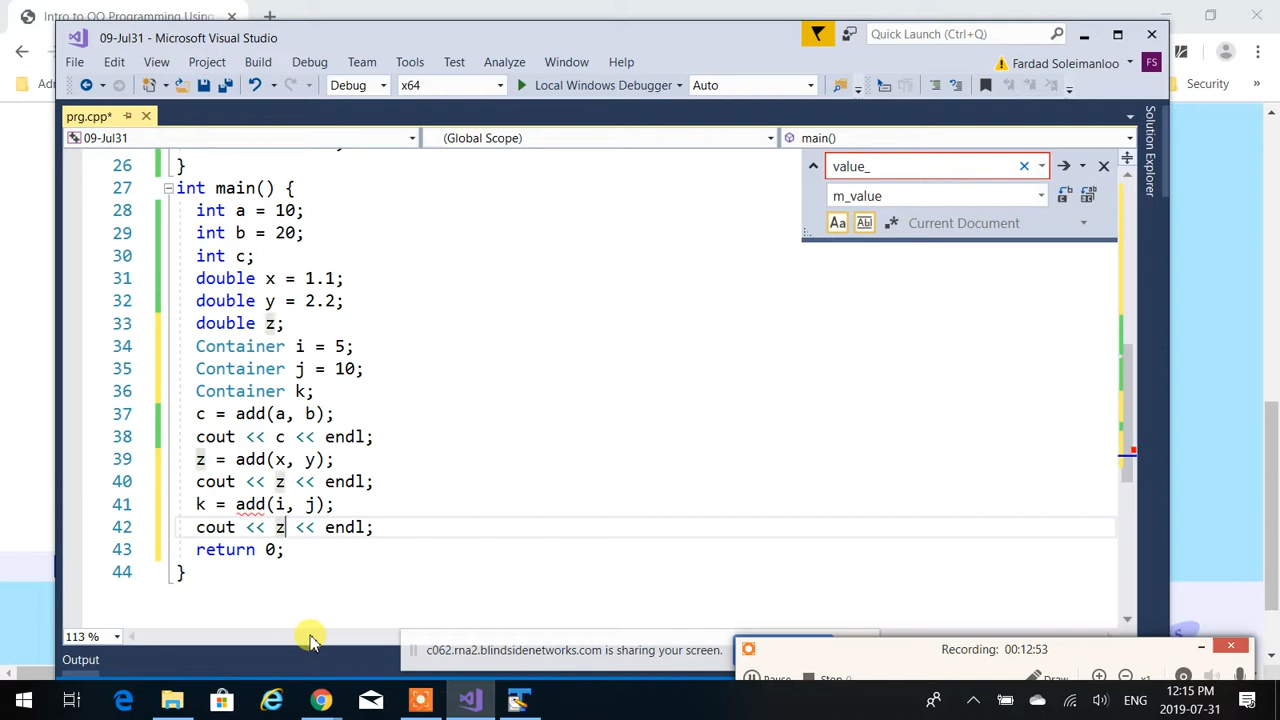 Intro to OO Programming Using
09-Jul31 - Microsoft Visual Studio
Quick Launch (Ctrl+Q)
File Edit View Project Build Debug Team Tools Test Analyze Window Help
Fardad Soleimanloo FS
Debug x64 Local Windows Debugger Auto
Security
prg.cpp*
09-Jul31 (Global Scope) main()
Solution Explorer
value_
m_value
Aa Ab Current Document
26 }
27 int main() {
28 int a = 10;
29 int b = 20;
30 int c;
31 double x = 1.1;
32 double y = 2.2;
33 double z;
34 Container i = 5;
35 Container j = 10;
36 Container k;
37 c = add(a, b);
38 cout << c << endl;
39 z = add(x, y);
40 cout << z << endl;
41 k = add(i, j);
42 cout << z << endl;
43 return 0;
44 }
113 %
Output
c062.rna2.blindsidenetworks.com is sharing your screen.
Recording: 00:12:53
Pause Stop Draw
ENG
12:15 PM
2019-07-31